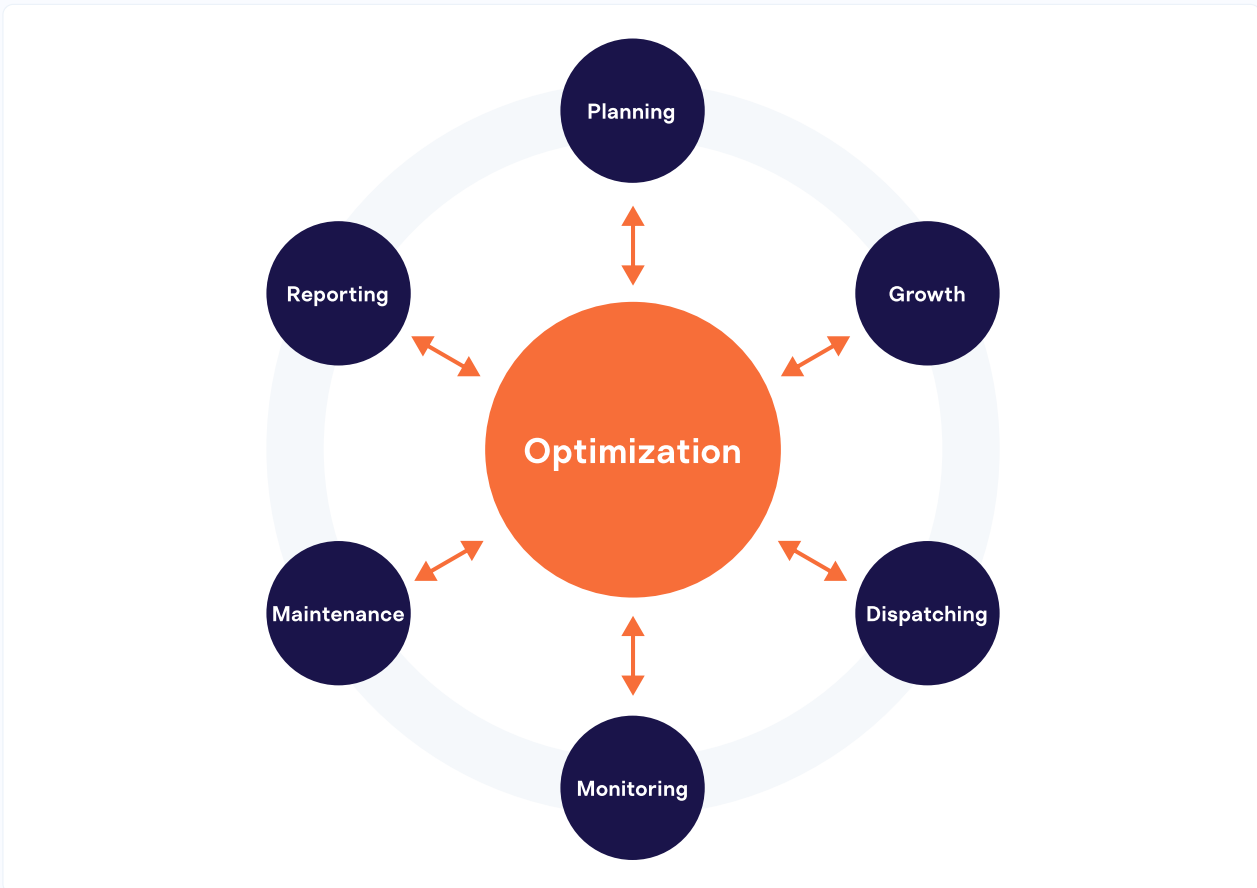 Planning
Reporting
Growth
Optimization
Maintenance
Dispatching
Monitoring